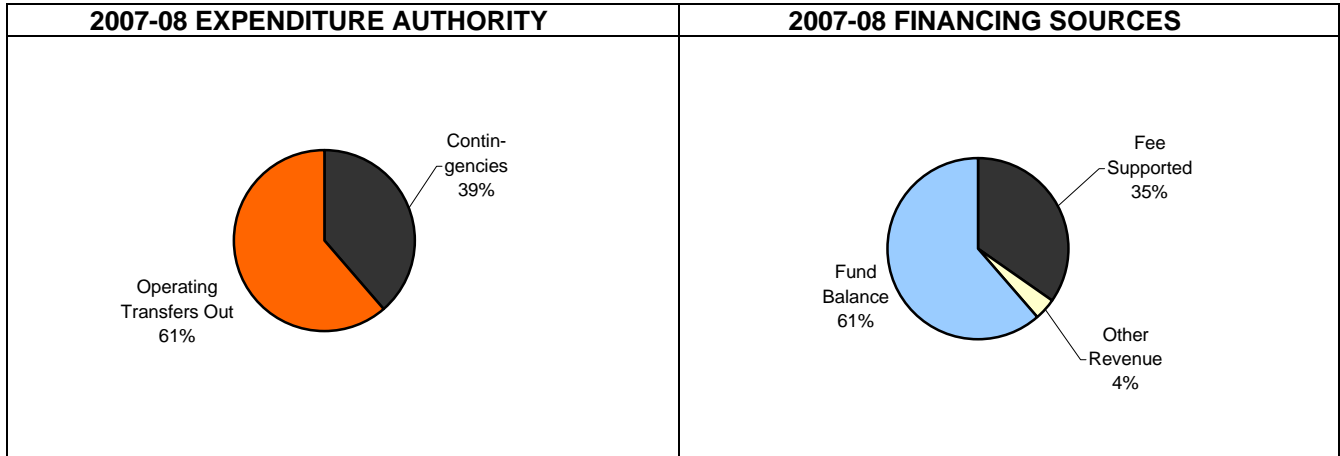 2007-08 EXPENDITURE AUTHORITY
Contin-
gencies
39%
Operating
Transfers Out
61%
2007-08 FINANCING SOURCES
Fee
Supported
35%
Fund
Balance
61%
Other
Revenue
4%